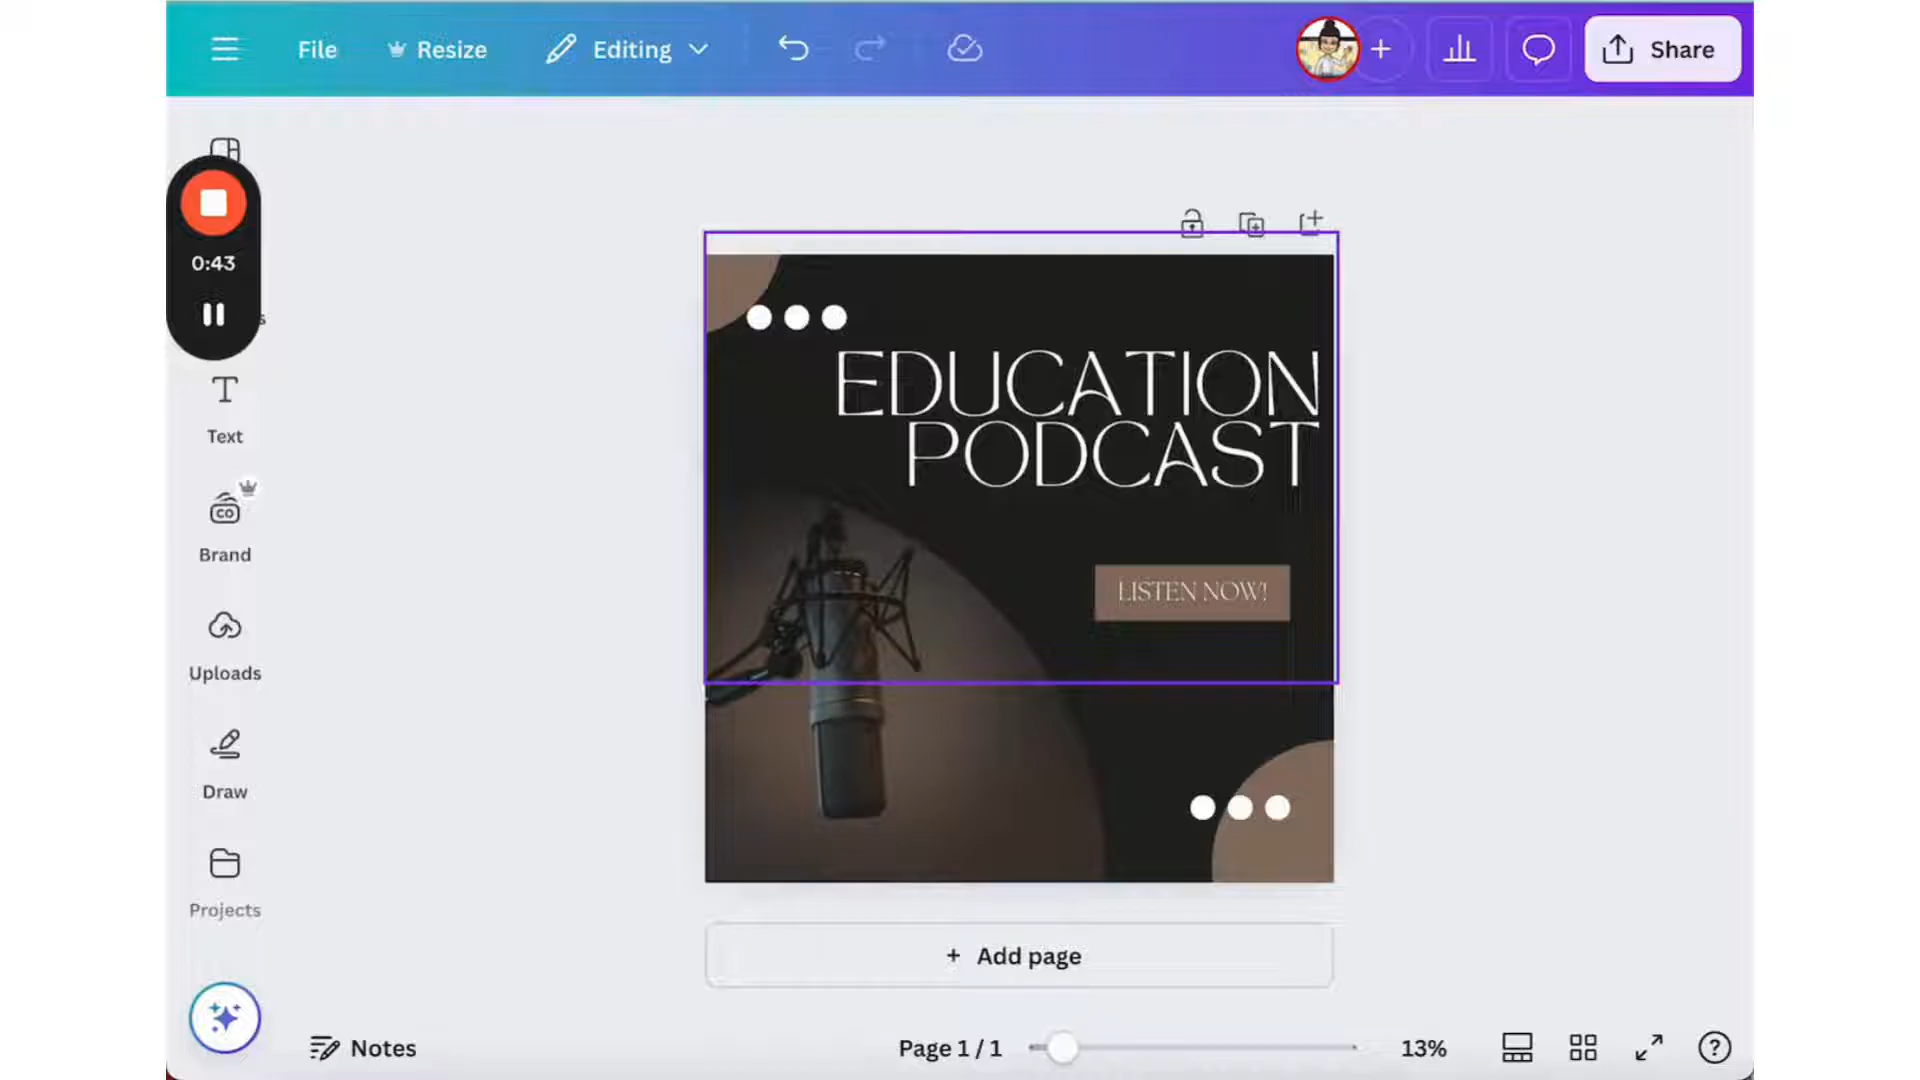 File
Resize
Editing
Share
0:43
s
Text
CO
Brand
Uploads
Draw
Projects
EDUCATION
PODCAST
LISTEN NOW!
+ Add page
Notes
Page 1 / 1
13%